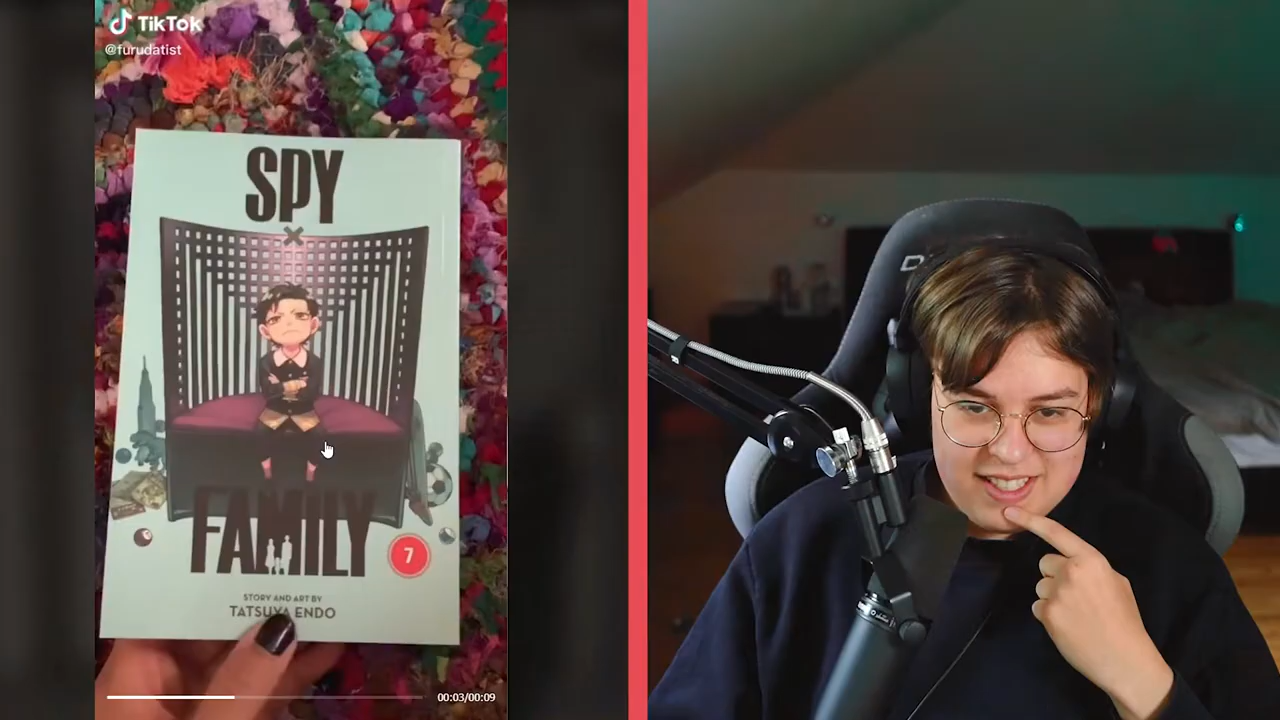 TikTok
@furudatist
SPY
×
FAMILY
7
STORY AND ART BY
TATSUYA ENDO
00:03/00:09